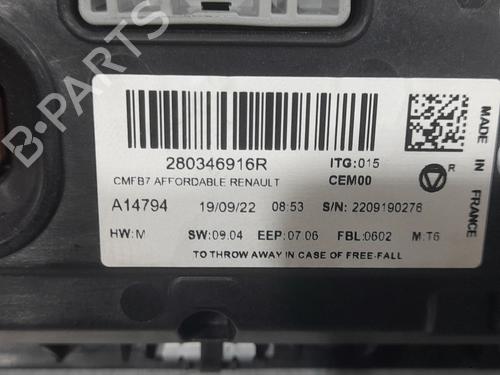 280346916R
ITG:015
CMFB7 AFFORDABLE RENAULT
CEM00
A14794 19/09/22 08:53 S/N: 2209190276
HW:M SW:09.04 EEP:07.06 FBL:0602 M:T6
TO THROW AWAY IN CASE OF FREE-FALL
MADE IN FRANCE
R
B-PARTS